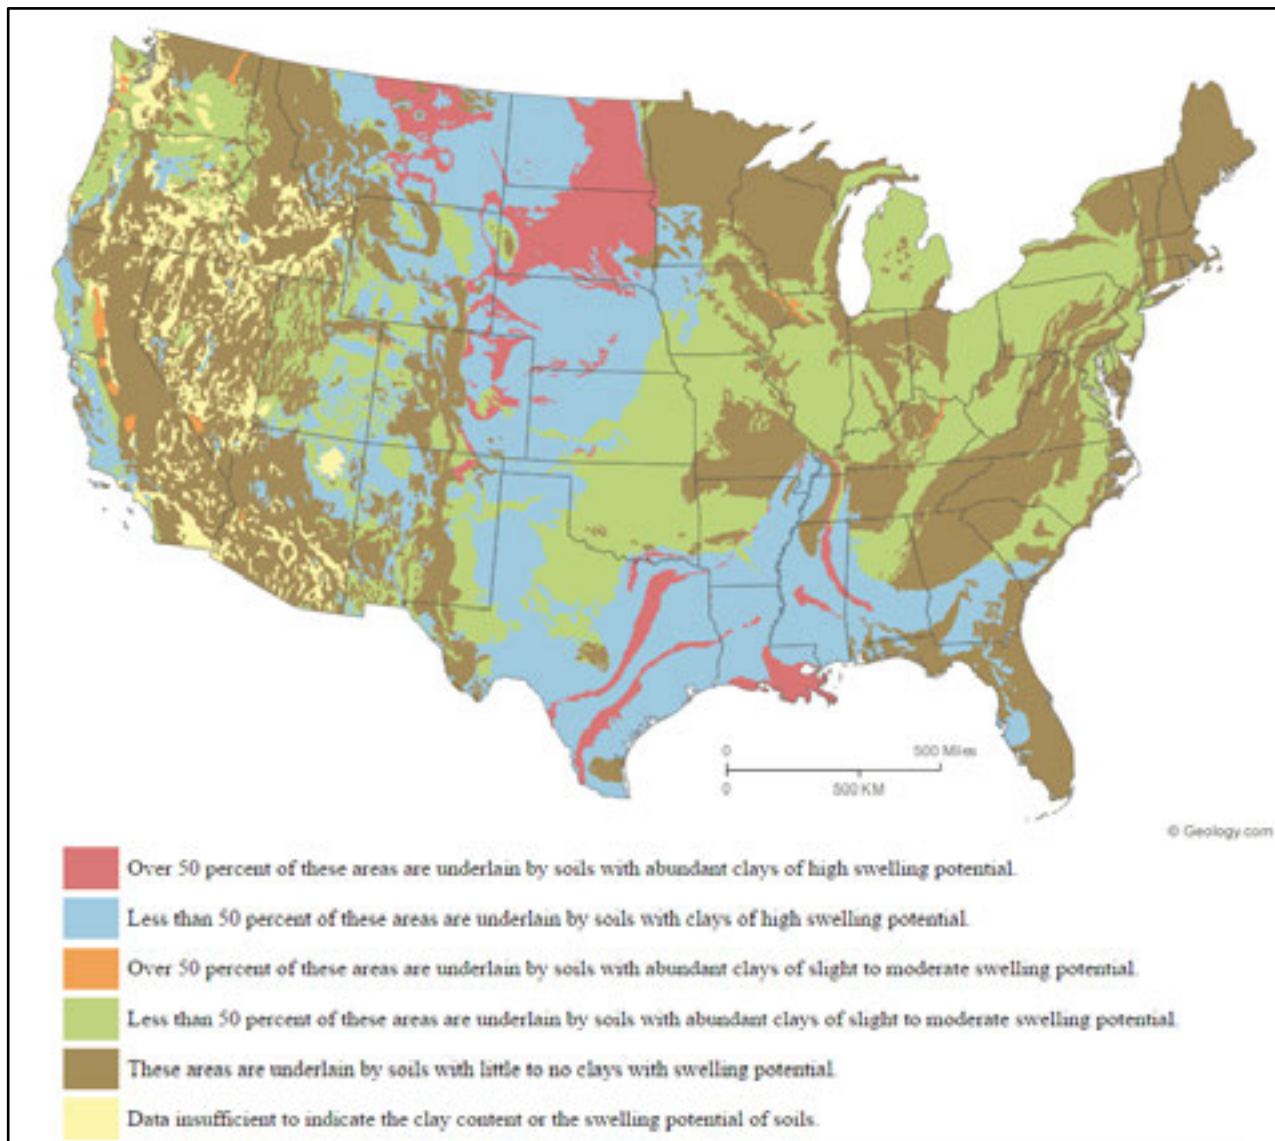 0 500 Miles
0 500 KM
© Geology.com
Over 50 percent of these areas are underlain by soils with abundant clays of high swelling potential.
Less than 50 percent of these areas are underlain by soils with clays of high swelling potential.
Over 50 percent of these areas are underlain by soils with abundant clays of slight to moderate swelling potential.
Less than 50 percent of these areas are underlain by soils with abundant clays of slight to moderate swelling potential.
These areas are underlain by soils with little to no clays with swelling potential.
Data insufficient to indicate the clay content or the swelling potential of soils.